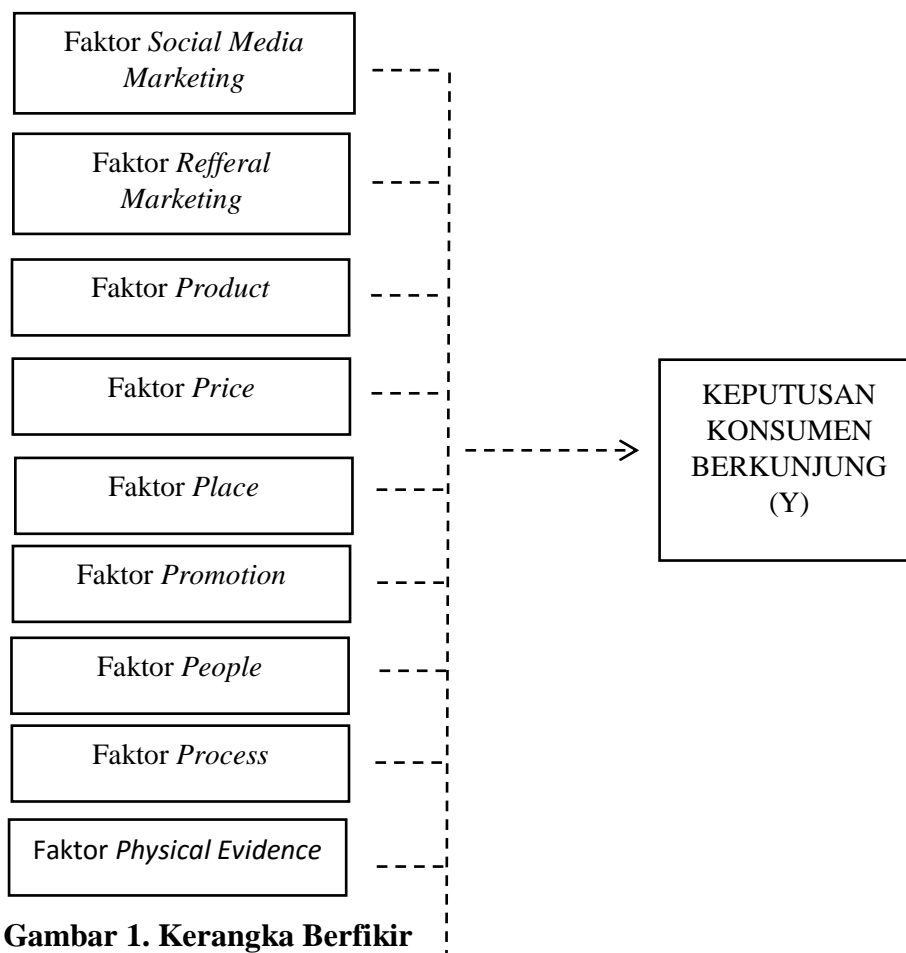 Faktor Social Media
Marketing
Faktor Refferal
Marketing
Faktor Product
Faktor Price
Faktor Place
Faktor Promotion
Faktor People
Faktor Process
Faktor Physical Evidence
KEPUTUSAN
KONSUMEN
BERKUNJUNG
(Y)
Gambar 1. Kerangka Berfikir